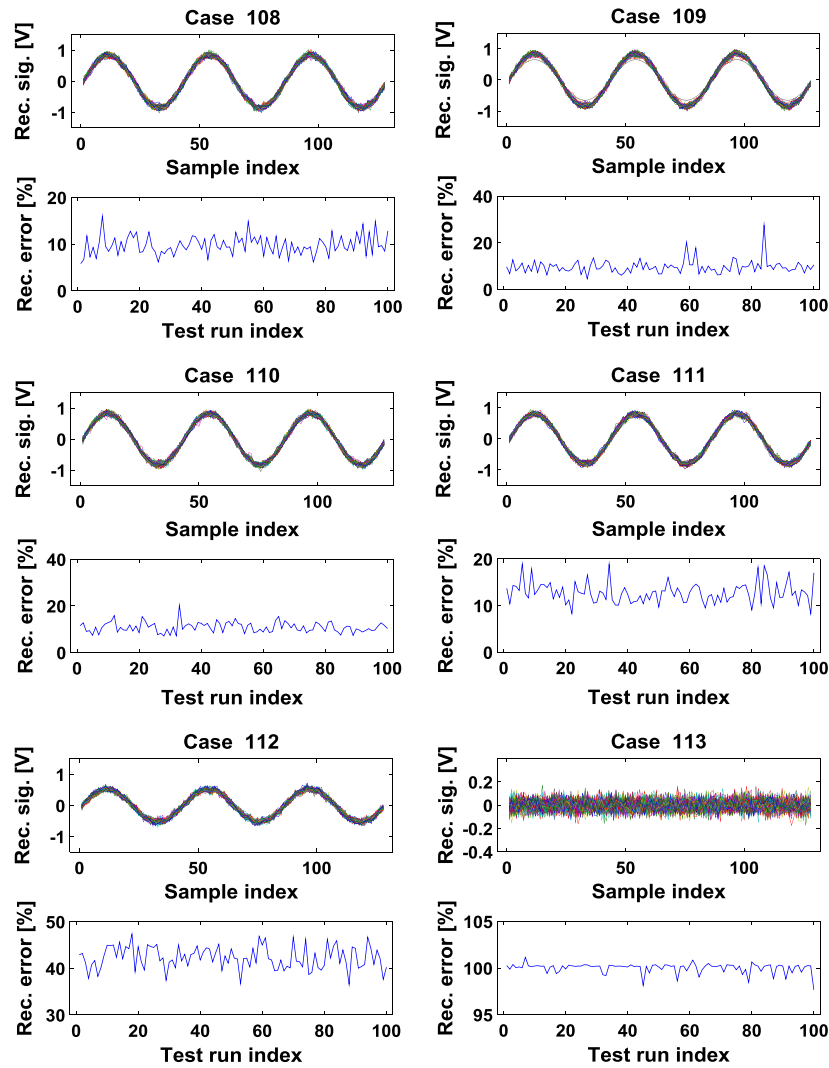 Case 108
Rec. sig. [V]
1
0
-1
0 50 100
Sample index
Rec. error [%]
20
10
0
0 20 40 60 80 100
Test run index
Case 109
Rec. sig. [V]
1
0
-1
0 50 100
Sample index
Rec. error [%]
40
20
0
0 20 40 60 80 100
Test run index
Case 110
Rec. sig. [V]
1
0
-1
0 50 100
Sample index
Rec. error [%]
40
20
0
0 20 40 60 80 100
Test run index
Case 111
Rec. sig. [V]
1
0
-1
0 50 100
Sample index
Rec. error [%]
20
10
0
0 20 40 60 80 100
Test run index
Case 112
Rec. sig. [V]
1
0
-1
0 50 100
Sample index
Rec. error [%]
50
40
30
0 20 40 60 80 100
Test run index
Case 113
Rec. sig. [V]
0.2
0
-0.2
-0.4
0 50 100
Sample index
Rec. error [%]
105
100
95
0 20 40 60 80 100
Test run index